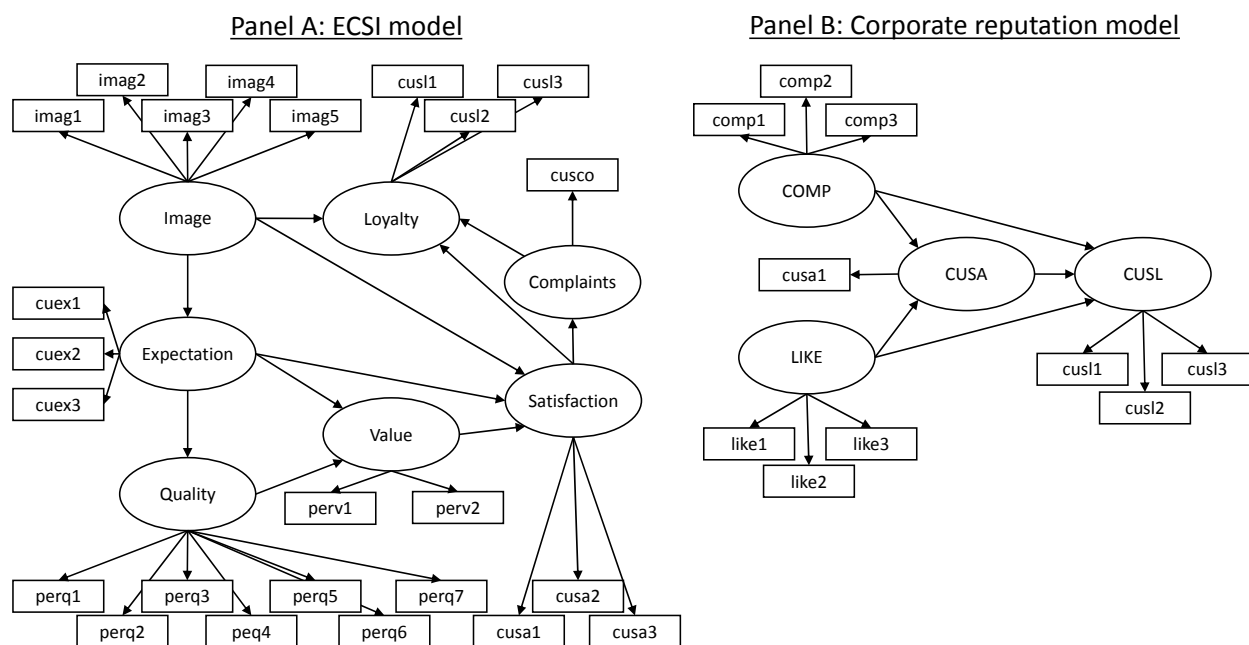 Panel A: ECSI model
imag2
imag4
imag1
imag3
imag5
cusl1
cusl3
cusl2
cusco
Image
Loyalty
Complaints
cuex1
cuex2
cuex3
Expectation
Satisfaction
Value
Quality
perv1
perv2
perq1
perq3
perq5
perq7
perq2
peq4
perq6
cusa2
cusa1
cusa3
Panel B: Corporate reputation model
comp2
comp1
comp3
COMP
cusa1
CUSA
CUSL
LIKE
cusl1
cusl3
cusl2
like1
like3
like2